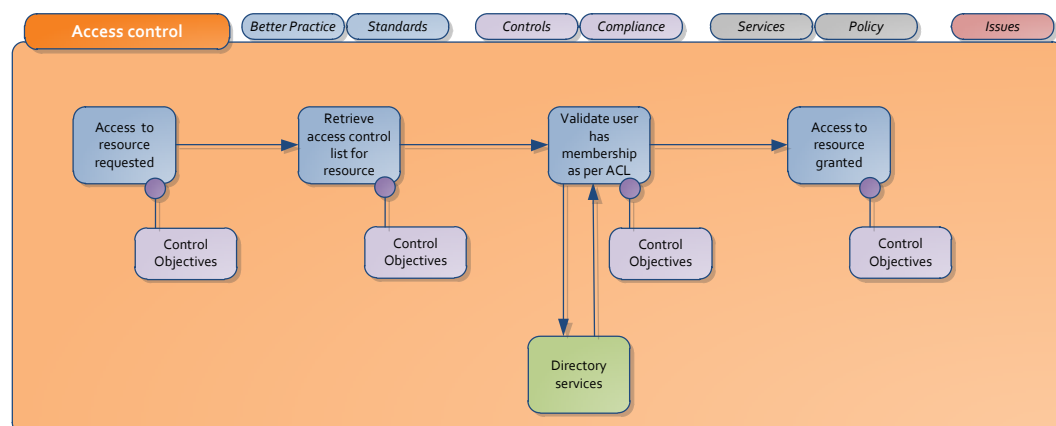 Access control
Better Practice
Standards
Controls
Compliance
Services
Policy
Issues
Access to
resource
requested
Retrieve
access control
list for
resource
Validate user
has
membership
as per ACL
Access to
resource
granted
Control
Objectives
Control
Objectives
Control
Objectives
Control
Objectives
Directory
services